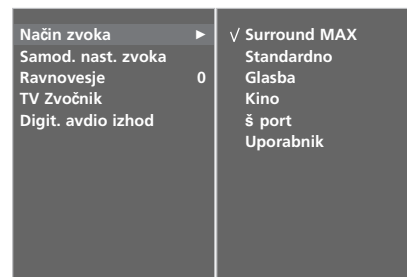 Način zvoka ►
Samod. nast. zvoka
Ravnovesje 0
TV Zvočnik
Digit. avdio izhod
√ Surround MAX
Standardno
Glasba
Kino
š port
Uporabnik